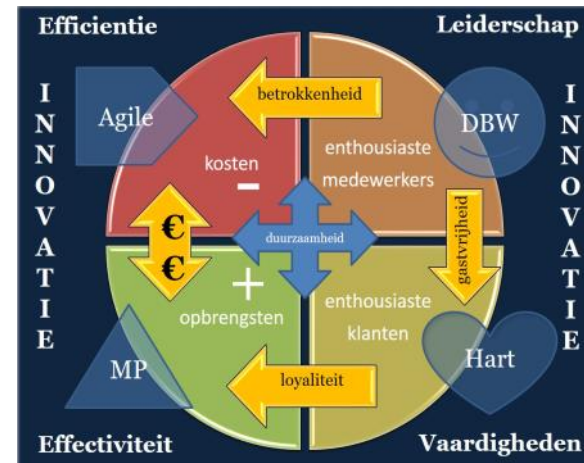 Efficientie
Leiderschap
INNOVATIE
INNOVATIE
Agile
betrokkenheid
DBW
kosten
-
enthousiaste
medewerkers
€
€
duurzaamheid
gastvrijheid
+
opbrengsten
enthousiaste
klanten
MP
loyaliteit
Hart
Effectiviteit
Vaardigheden